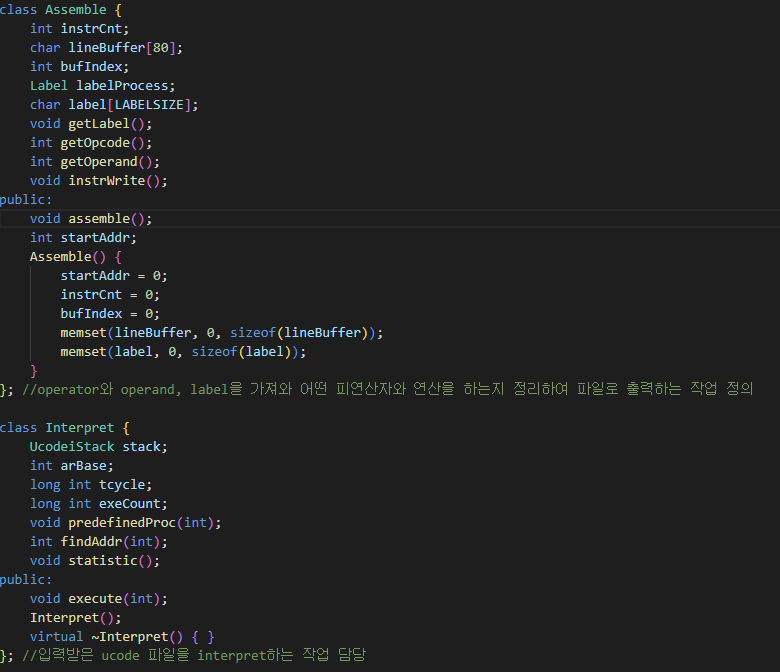 class Assemble {
    int instrCnt;
    char lineBuffer[80];
    int bufIndex;
    Label labelProcess;
    char label[LABELSIZE];
    void getLabel();
    int getOpcode();
    int getOperand();
    void instrWrite();
public:
    void assemble();
    int startAddr;
    Assemble() {
        startAddr = 0;
        instrCnt = 0;
        bufIndex = 0;
        memset(lineBuffer, 0, sizeof(lineBuffer));
        memset(label, 0, sizeof(label));
    }
}; //operator와 operand, label을 가져와 어떤 피연산자와 연산을 하는지 정리하여 파일로 출력하는 작업 정의
class Interpret {
    UcodeiStack stack;
    int arBase;
    long int tcycle;
    long int exeCount;
    void predefinedProc(int);
    int findAddr(int);
    void statistic();
public:
    void execute(int);
    Interpret();
    virtual ~Interpret() { }
}; //입력받은 ucode 파일을 interpret하는 작업 담당